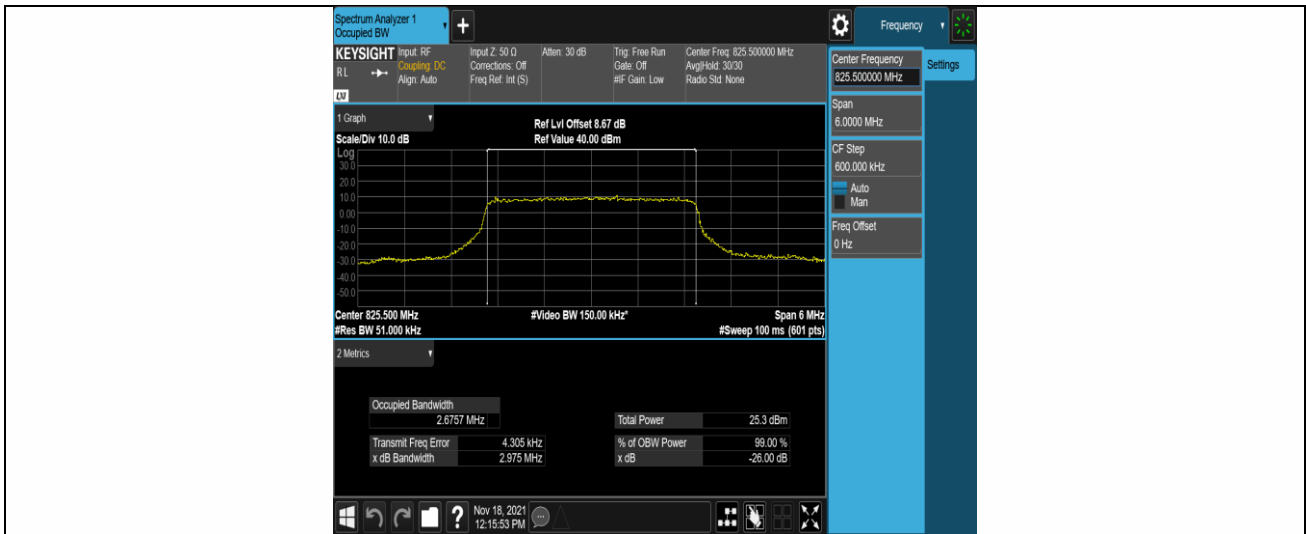 Spectrum Analyzer 1
Occupied BW
+
Frequency
KEYSIGHT Input: RF Input Z: 50 Ω Atten: 30 dB Trig: Free Run Center Freq: 825.500000 MHz
RL Coupling: DC Corrections: Off Gate: Off Avg|Hold: 30/30
Align: Auto Freq Ref: Int (S) #IF Gain: Low Radio Std: None
LXI
Center Frequency
825.500000 MHz
Settings
Span
6.0000 MHz
CF Step
600.000 kHz
Auto
Man
Freq Offset
0 Hz
1 Graph
Ref Lvl Offset 8.67 dB
Scale/Div 10.0 dB Ref Value 40.00 dBm
Log
30.0
20.0
10.0
0.00
-10.0
-20.0
-30.0
-40.0
-50.0
Center 825.500 MHz #Video BW 150.00 kHz* Span 6 MHz
#Res BW 51.000 kHz #Sweep 100 ms (601 pts)
2 Metrics
Occupied Bandwidth
2.6757 MHz
Total Power 25.3 dBm
Transmit Freq Error 4.305 kHz % of OBW Power 99.00 %
x dB Bandwidth 2.975 MHz x dB -26.00 dB
?
Nov 18, 2021
12:15:53 PM